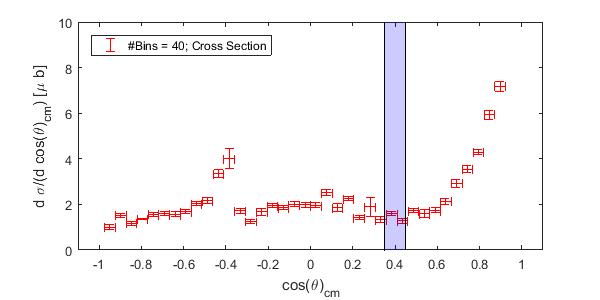 10
#Bins = 40; Cross Section
8
6
4
2
0
d σ/(d cos(θ)cm) [μ b]
-1 -0.8 -0.6 -0.4 -0.2 0 0.2 0.4 0.6 0.8 1
cos(θ)cm